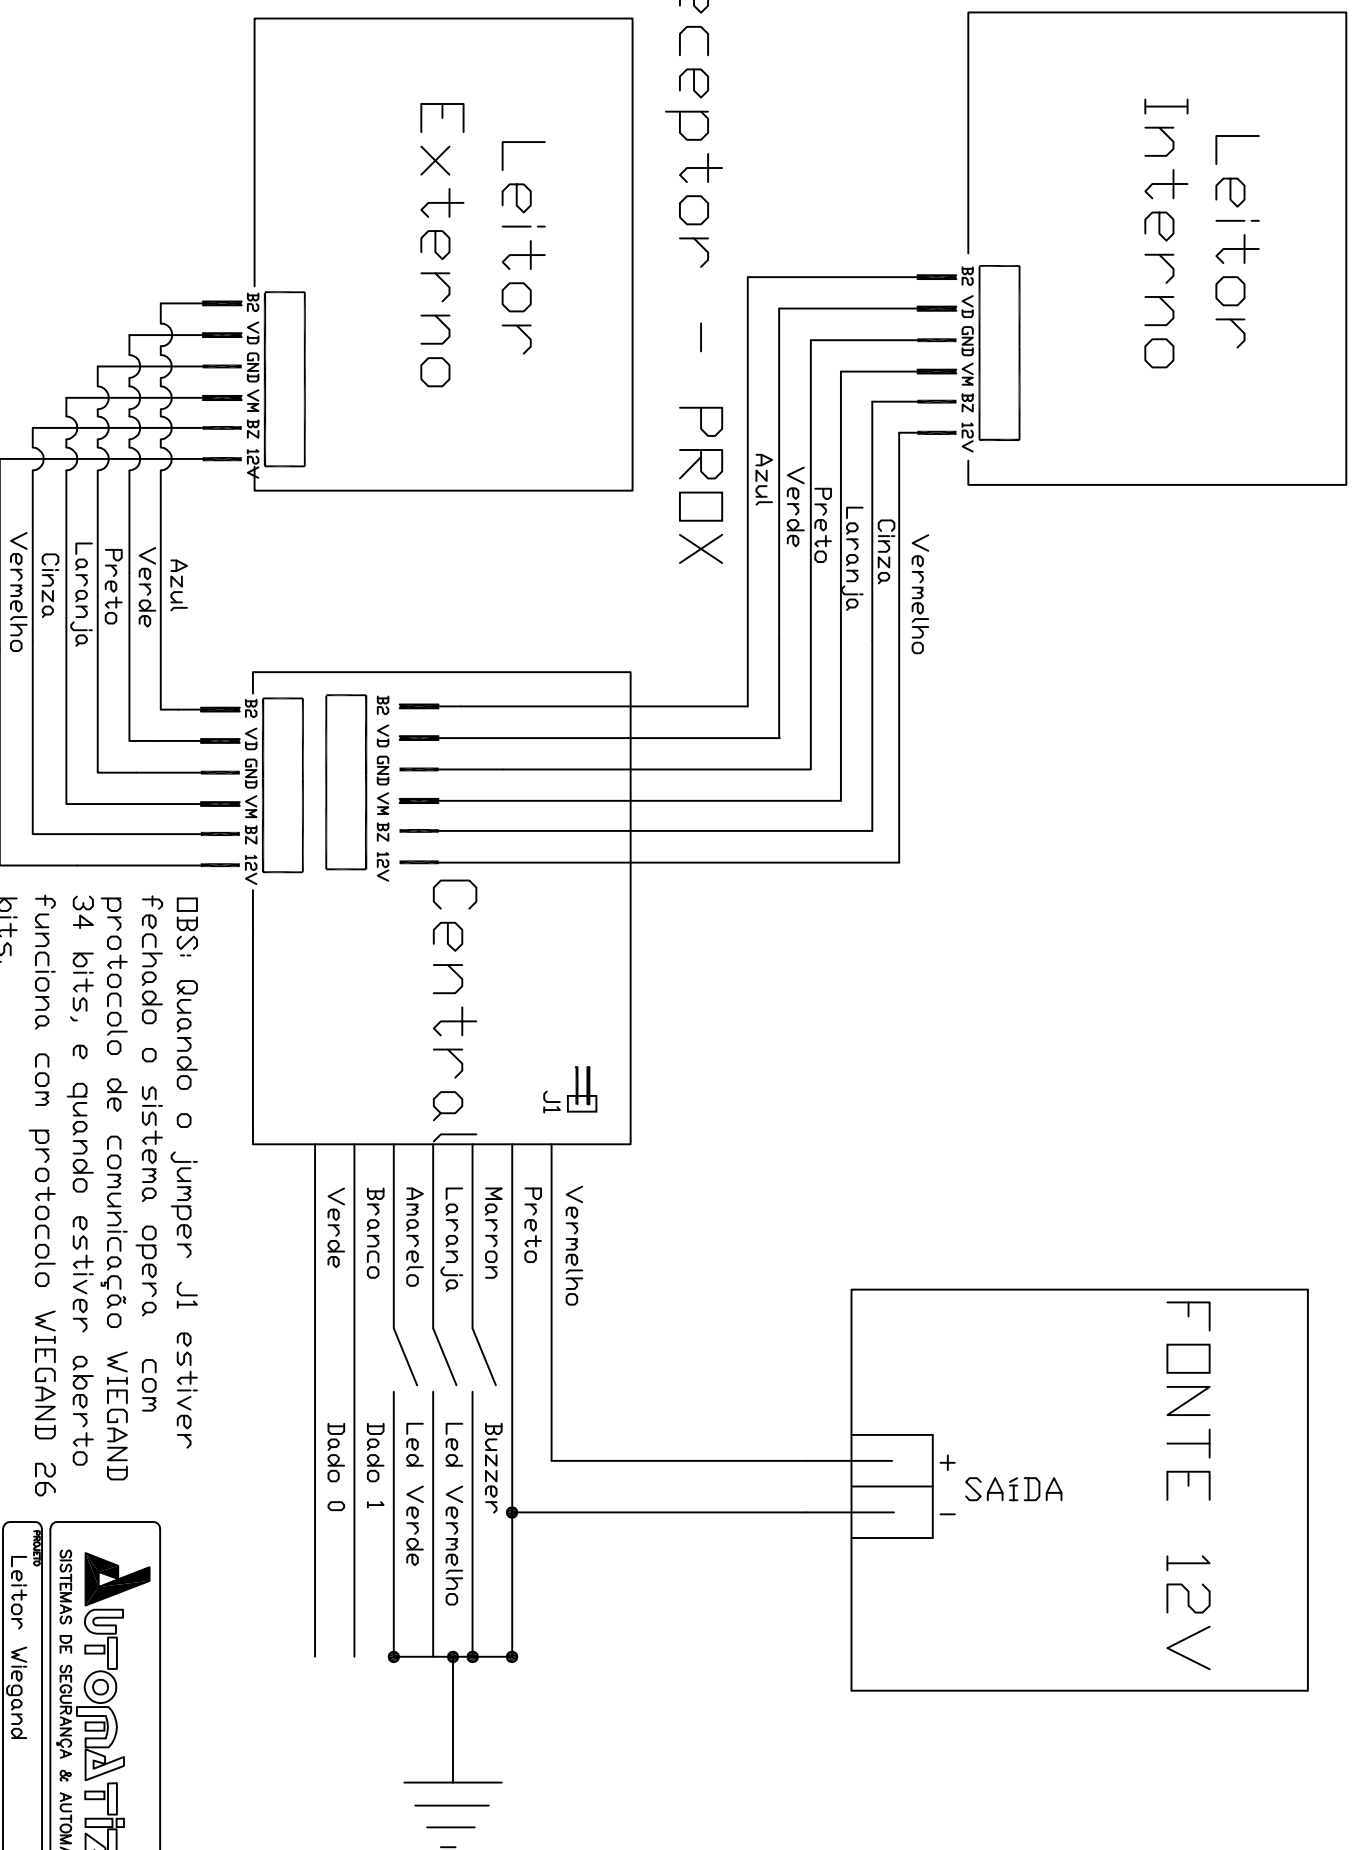 Leitor
Interno
B2 VD GND VM BZ 12V
Vermelho
Cinza
Laranja
Preto
Verde
Azul
FONTE 12V
SAíDA
+ -
ceptor - PROX
Leitor
Externo
B2 VD GND VM BZ 12V
Azul
Verde
Preto
Laranja
Cinza
Vermelho
J1
Central
B2 VD GND VM BZ 12V
B2 VD GND VM BZ 12V
Vermelho
Preto
Marron Buzzer
Laranja Led Vermelho
Amarelo Led Verde
Branco Dado 1
Verde Dado 0
OBS: Quando o jumper J1 estiver
fechado o sistema opera com
protocolo de comunicação WIEGAND
34 bits, e quando estiver aberto
funciona com protocolo WIEGAND 26
bits.
AUTOMATIZ
SISTEMAS DE SEGURANÇA & AUTOMA
PROJETO
Leitor Wiegand